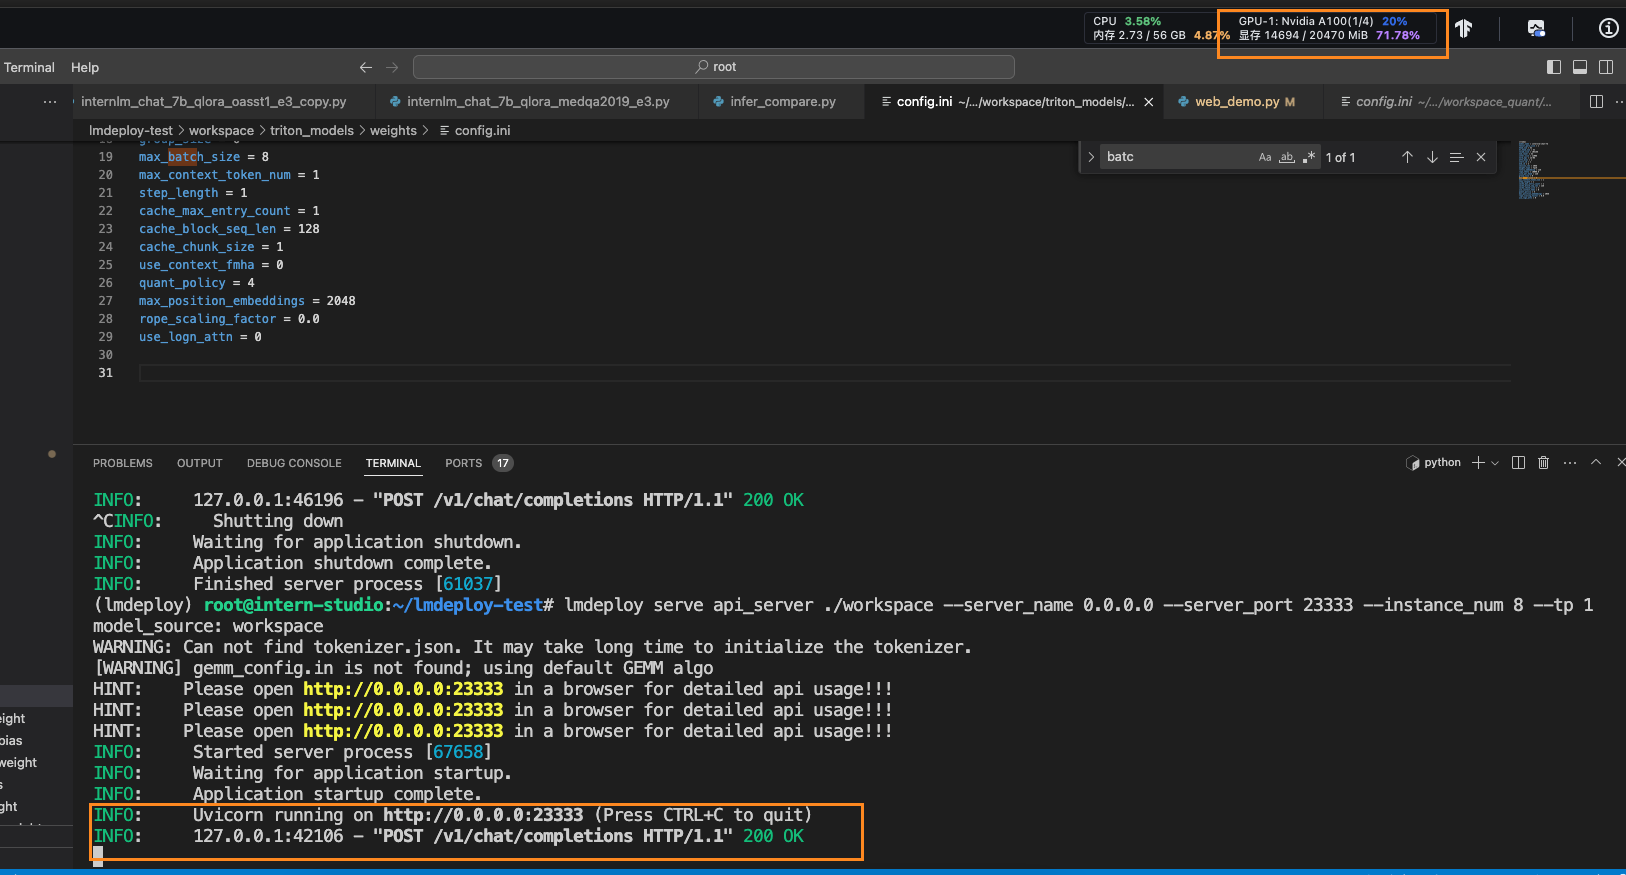 CPU 3.58%
内存 2.73 / 56 GB 4.87%
GPU-1: Nvidia A100(1/4) 20%
显存 14694 / 20470 MiB 71.78%
Terminal Help
root
internlm_chat_7b_qlora_oasst1_e3_copy.py
internlm_chat_7b_qlora_medqa2019_e3.py
infer_compare.py
config.ini ~/.../workspace/triton_models/...
web_demo.py M
config.ini ~/.../workspace_quant/...
lmdeploy-test > workspace > triton_models > weights > config.ini
batc
Aa ab .* 1 of 1
19 max_batch_size = 8
20 max_context_token_num = 1
21 step_length = 1
22 cache_max_entry_count = 1
23 cache_block_seq_len = 128
24 cache_chunk_size = 1
25 use_context_fmha = 0
26 quant_policy = 4
27 max_position_embeddings = 2048
28 rope_scaling_factor = 0.0
29 use_logn_attn = 0
30
31
PROBLEMS OUTPUT DEBUG CONSOLE TERMINAL PORTS 17
python
INFO: 127.0.0.1:46196 - "POST /v1/chat/completions HTTP/1.1" 200 OK
^CINFO: Shutting down
INFO: Waiting for application shutdown.
INFO: Application shutdown complete.
INFO: Finished server process [61037]
(lmdeploy) root@intern-studio:~/lmdeploy-test# lmdeploy serve api_server ./workspace --server_name 0.0.0.0 --server_port 23333 --instance_num 8 --tp 1
model_source: workspace
WARNING: Can not find tokenizer.json. It may take long time to initialize the tokenizer.
[WARNING] gemm_config.in is not found; using default GEMM algo
HINT: Please open http://0.0.0.0:23333 in a browser for detailed api usage!!!
HINT: Please open http://0.0.0.0:23333 in a browser for detailed api usage!!!
HINT: Please open http://0.0.0.0:23333 in a browser for detailed api usage!!!
INFO: Started server process [67658]
INFO: Waiting for application startup.
INFO: Application startup complete.
INFO: Uvicorn running on http://0.0.0.0:23333 (Press CTRL+C to quit)
INFO: 127.0.0.1:42106 - "POST /v1/chat/completions HTTP/1.1" 200 OK